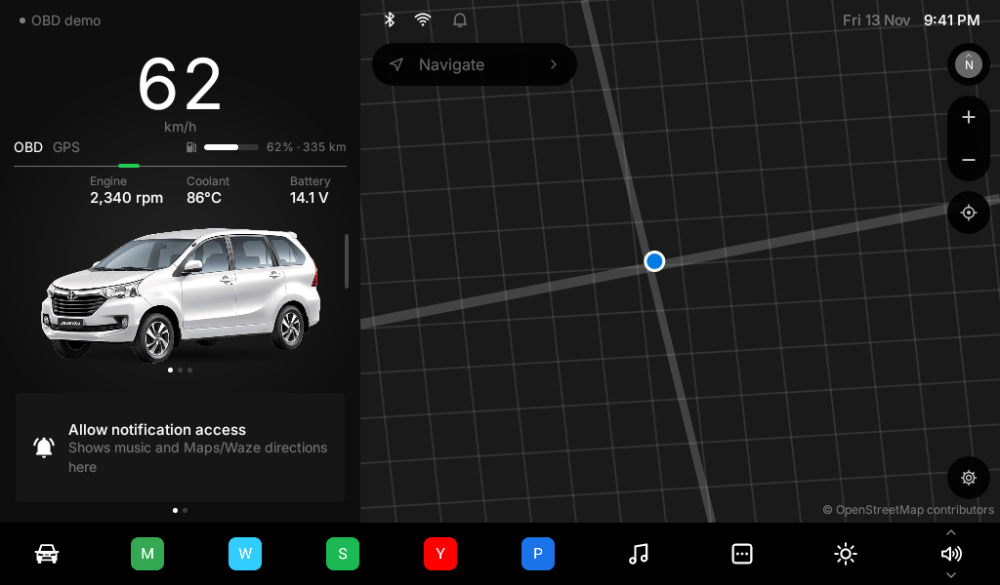 OBD demo
Fri 13 Nov 9:41 PM
62
km/h
Navigate
N
OBD GPS
62% · 335 km
Engine Coolant Battery
2,340 rpm 86°C 14.1 V
Allow notification access
Shows music and Maps/Waze directions
here
© OpenStreetMap contributors
M W S Y P